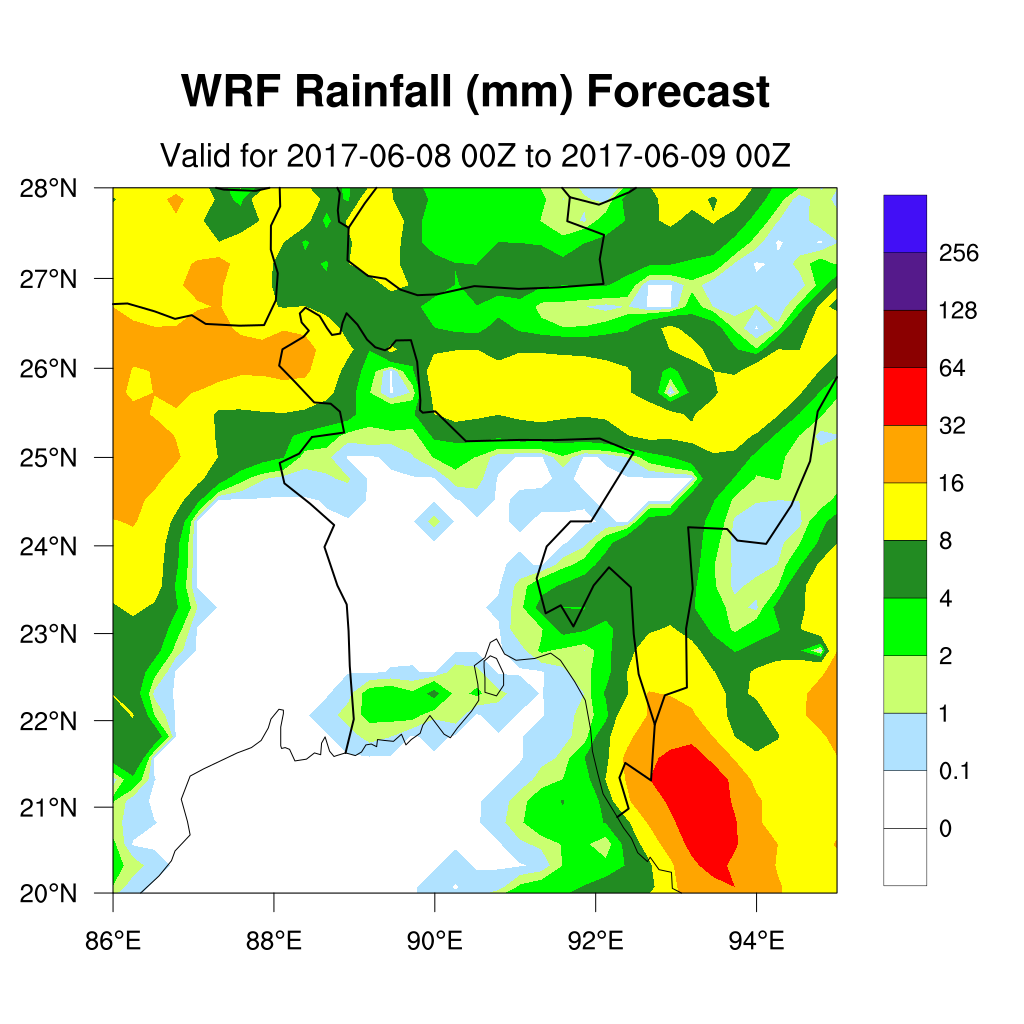 WRF Rainfall (mm) Forecast
Valid for 2017-06-08 00Z to 2017-06-09 00Z
28°N
27°N
26°N
25°N
24°N
23°N
22°N
21°N
20°N
86°E
88°E
90°E
92°E
94°E
256
128
64
32
16
8
4
2
1
0.1
0